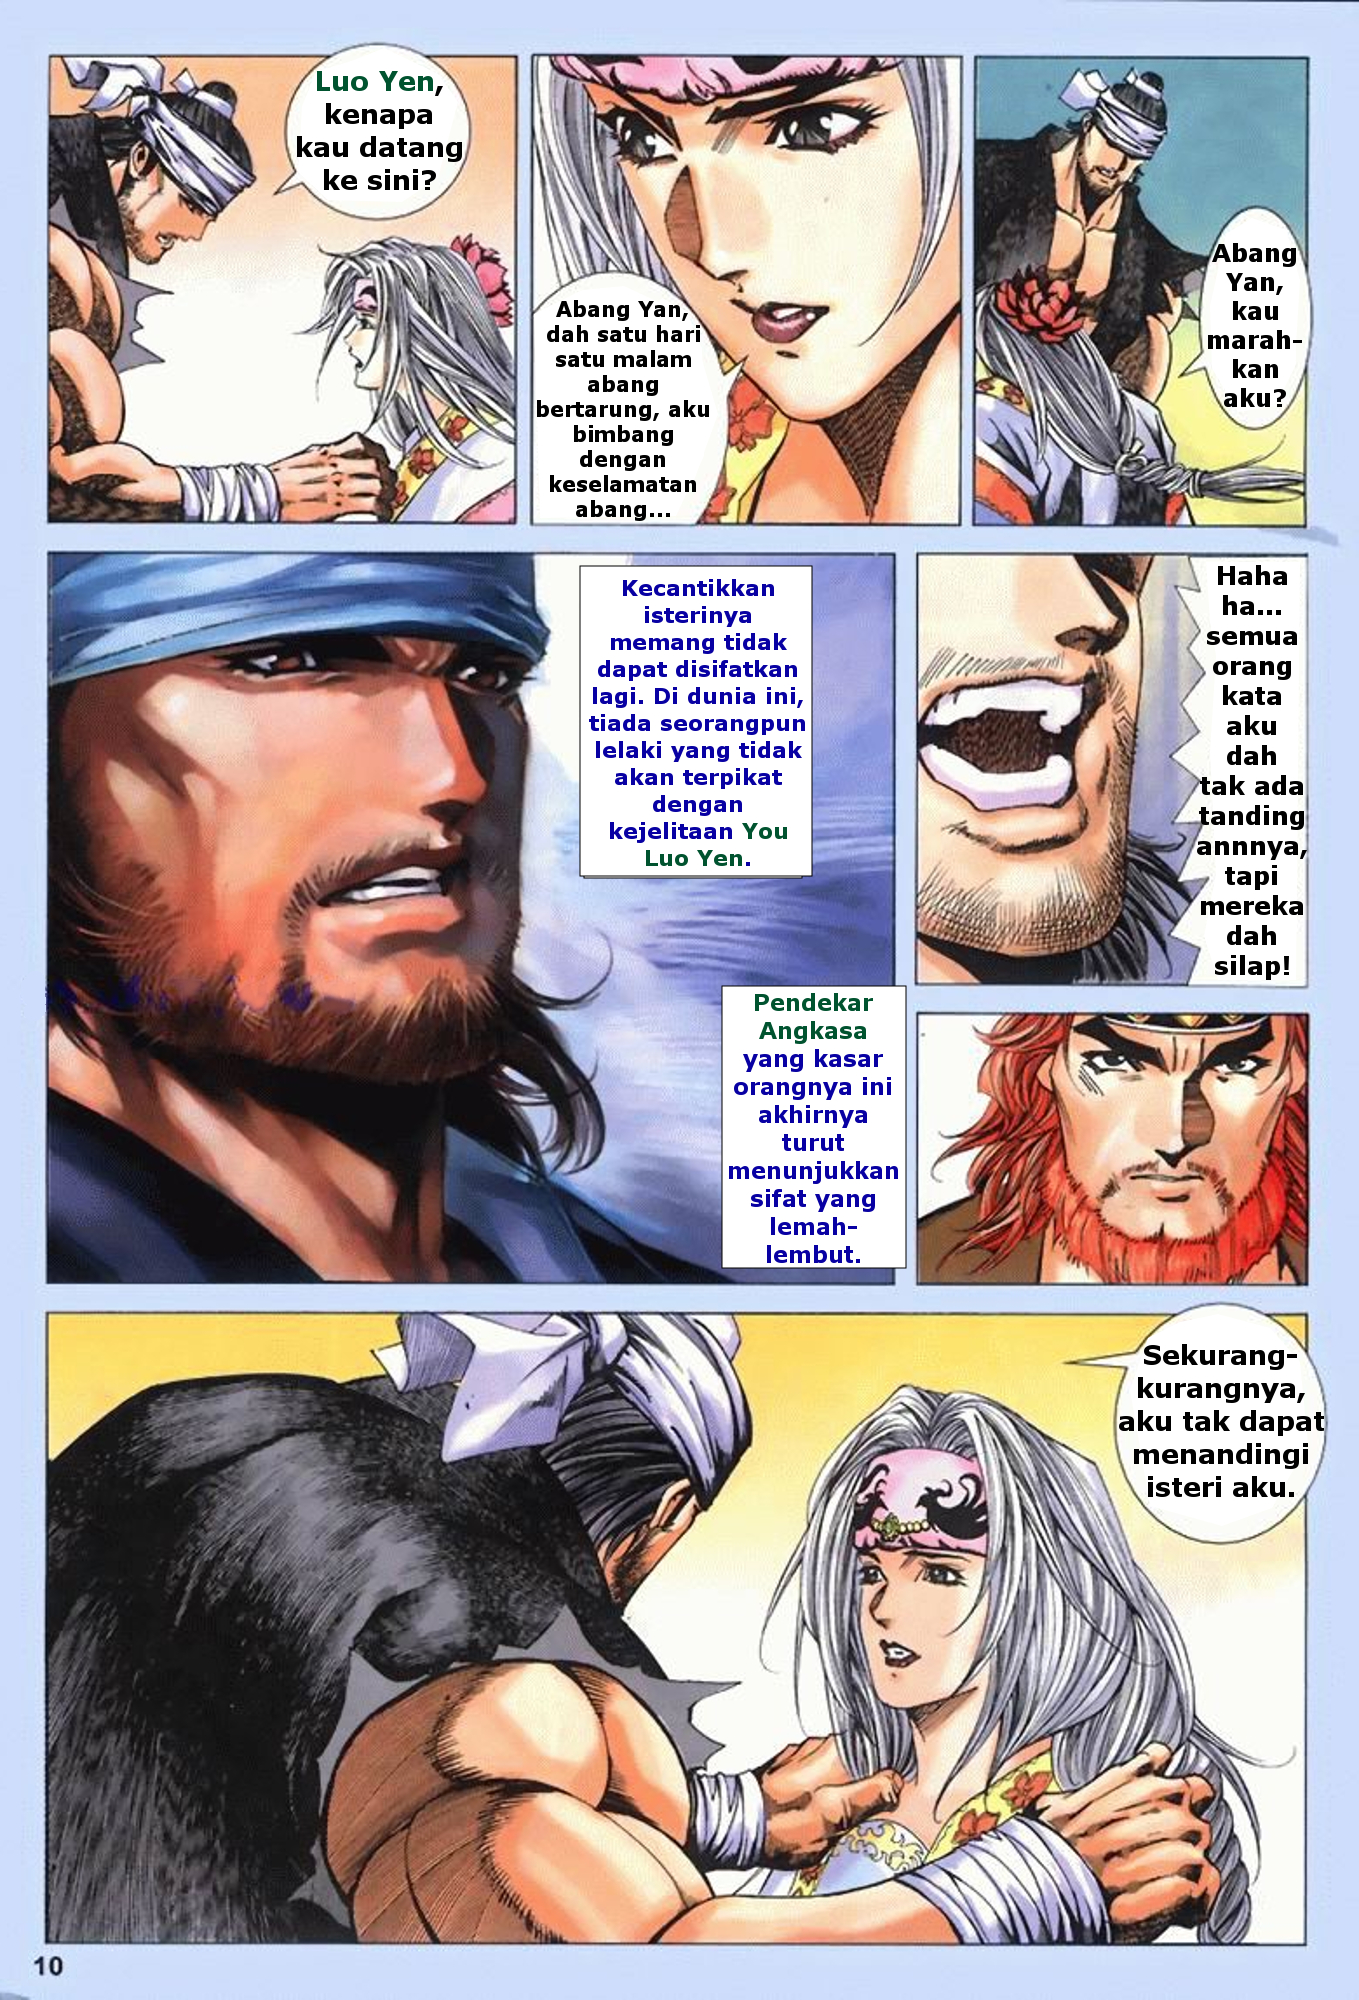 Luo Yen,
kenapa
kau datang
ke sini?
Abang Yan,
dah satu hari
satu malam
abang
bertarung, aku
bimbang
dengan
keselamatan
abang...
Abang
Yan,
kau
marah-
kan
aku?
Kecantikkan
isterinya
memang tidak
dapat disifatkan
lagi. Di dunia ini,
tiada seorangpun
lelaki yang tidak
akan terpikat
dengan
kejelitaan You
Luo Yen.
Haha
ha...
semua
orang
kata
aku
dah
tak ada
tanding
annnya,
tapi
mereka
dah
silap!
Pendekar
Angkasa
yang kasar
orangnya ini
akhirnya
turut
menunjukkan
sifat yang
lemah-
lembut.
Sekurang-
kurangnya,
aku tak dapat
menandingi
isteri aku.
10